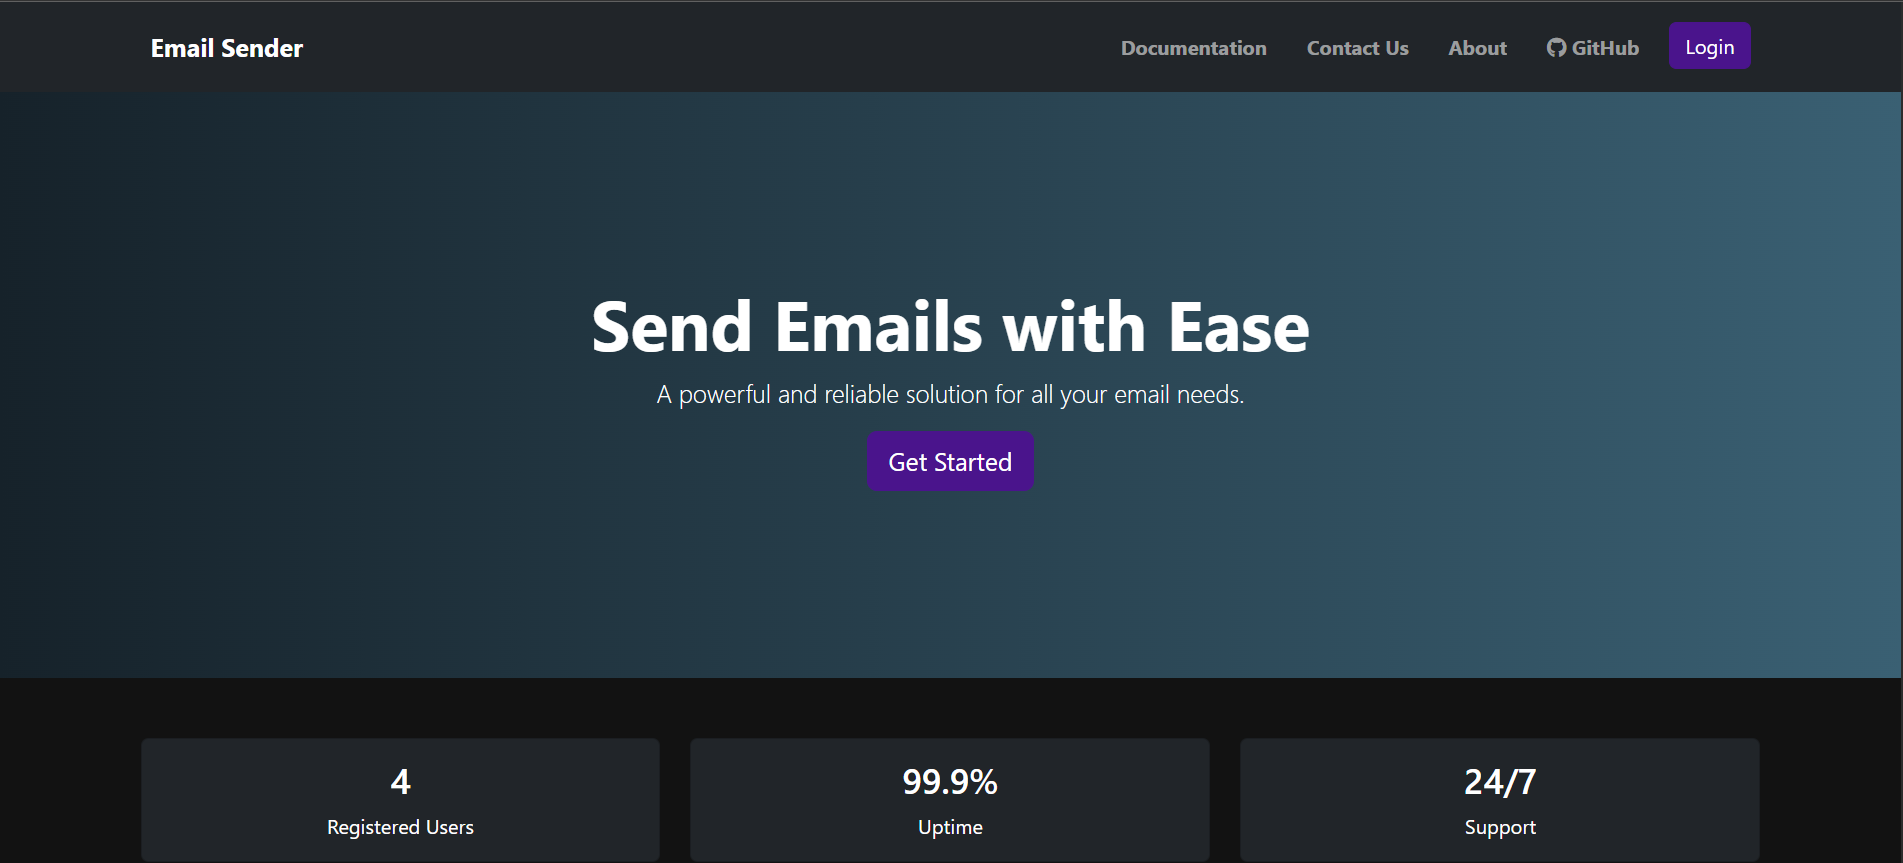 Email Sender
Documentation
Contact Us
About
GitHub
Login
Send Emails with Ease
A powerful and reliable solution for all your email needs.
Get Started
4
Registered Users
99.9%
Uptime
24/7
Support